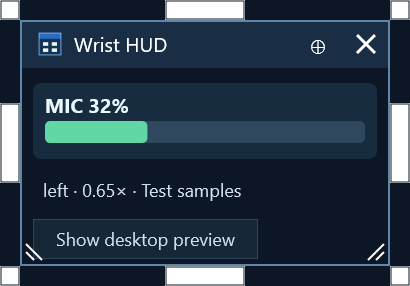 Wrist HUD
MIC 32%
left · 0.65× · Test samples
Show desktop preview